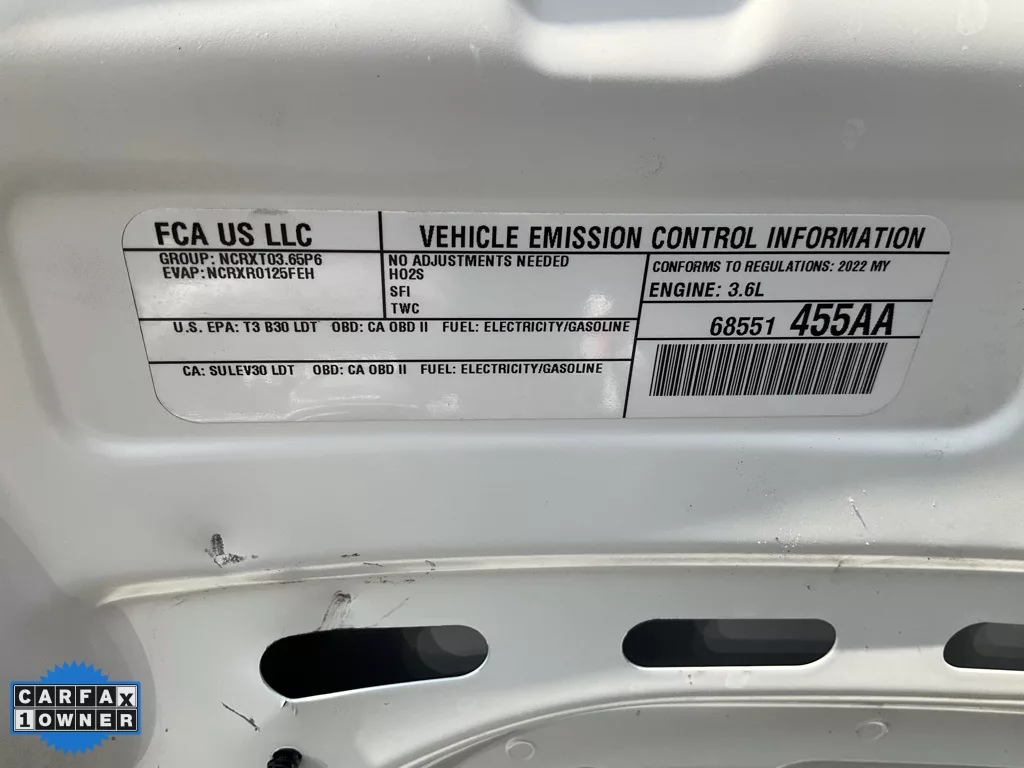 FCA US LLC
VEHICLE EMISSION CONTROL INFORMATION
GROUP: NCRXT03.65P6
EVAP: NCRXR0125FEH
NO ADJUSTMENTS NEEDED
HO2S
SFI
TWC
CONFORMS TO REGULATIONS: 2022 MY
ENGINE: 3.6L
U.S. EPA: T3 B30 LDT OBD: CA OBD II FUEL: ELECTRICITY/GASOLINE
68551 455AA
CA: SULEV30 LDT OBD: CA OBD II FUEL: ELECTRICITY/GASOLINE
CARFAX
1 OWNER